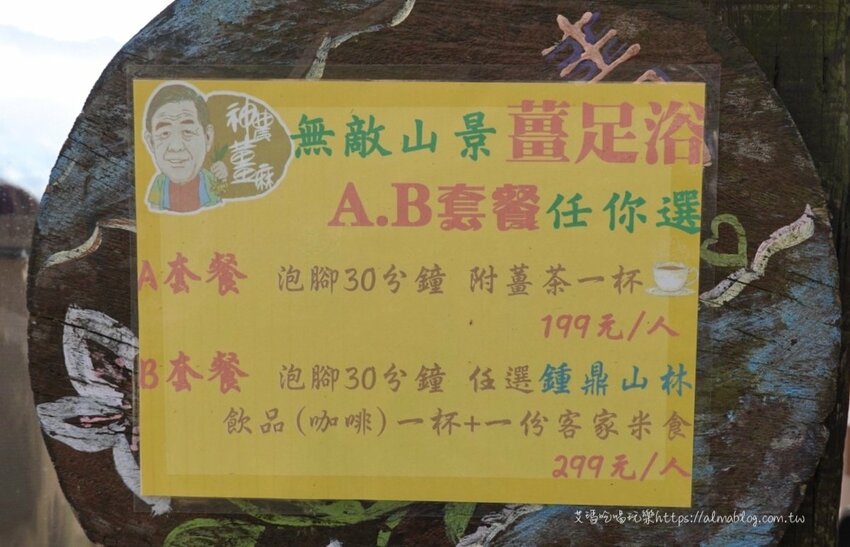 神農薑麻
無敵山景薑足浴
A.B套餐任你選
A套餐 泡腳30分鐘 附薑茶一杯
199元/人
B套餐 泡腳30分鐘 任選鍾鼎山林
飲品(咖啡)一杯+一份客家米食
299元/人
艾瑪吃喝玩樂https://almablog.com.tw